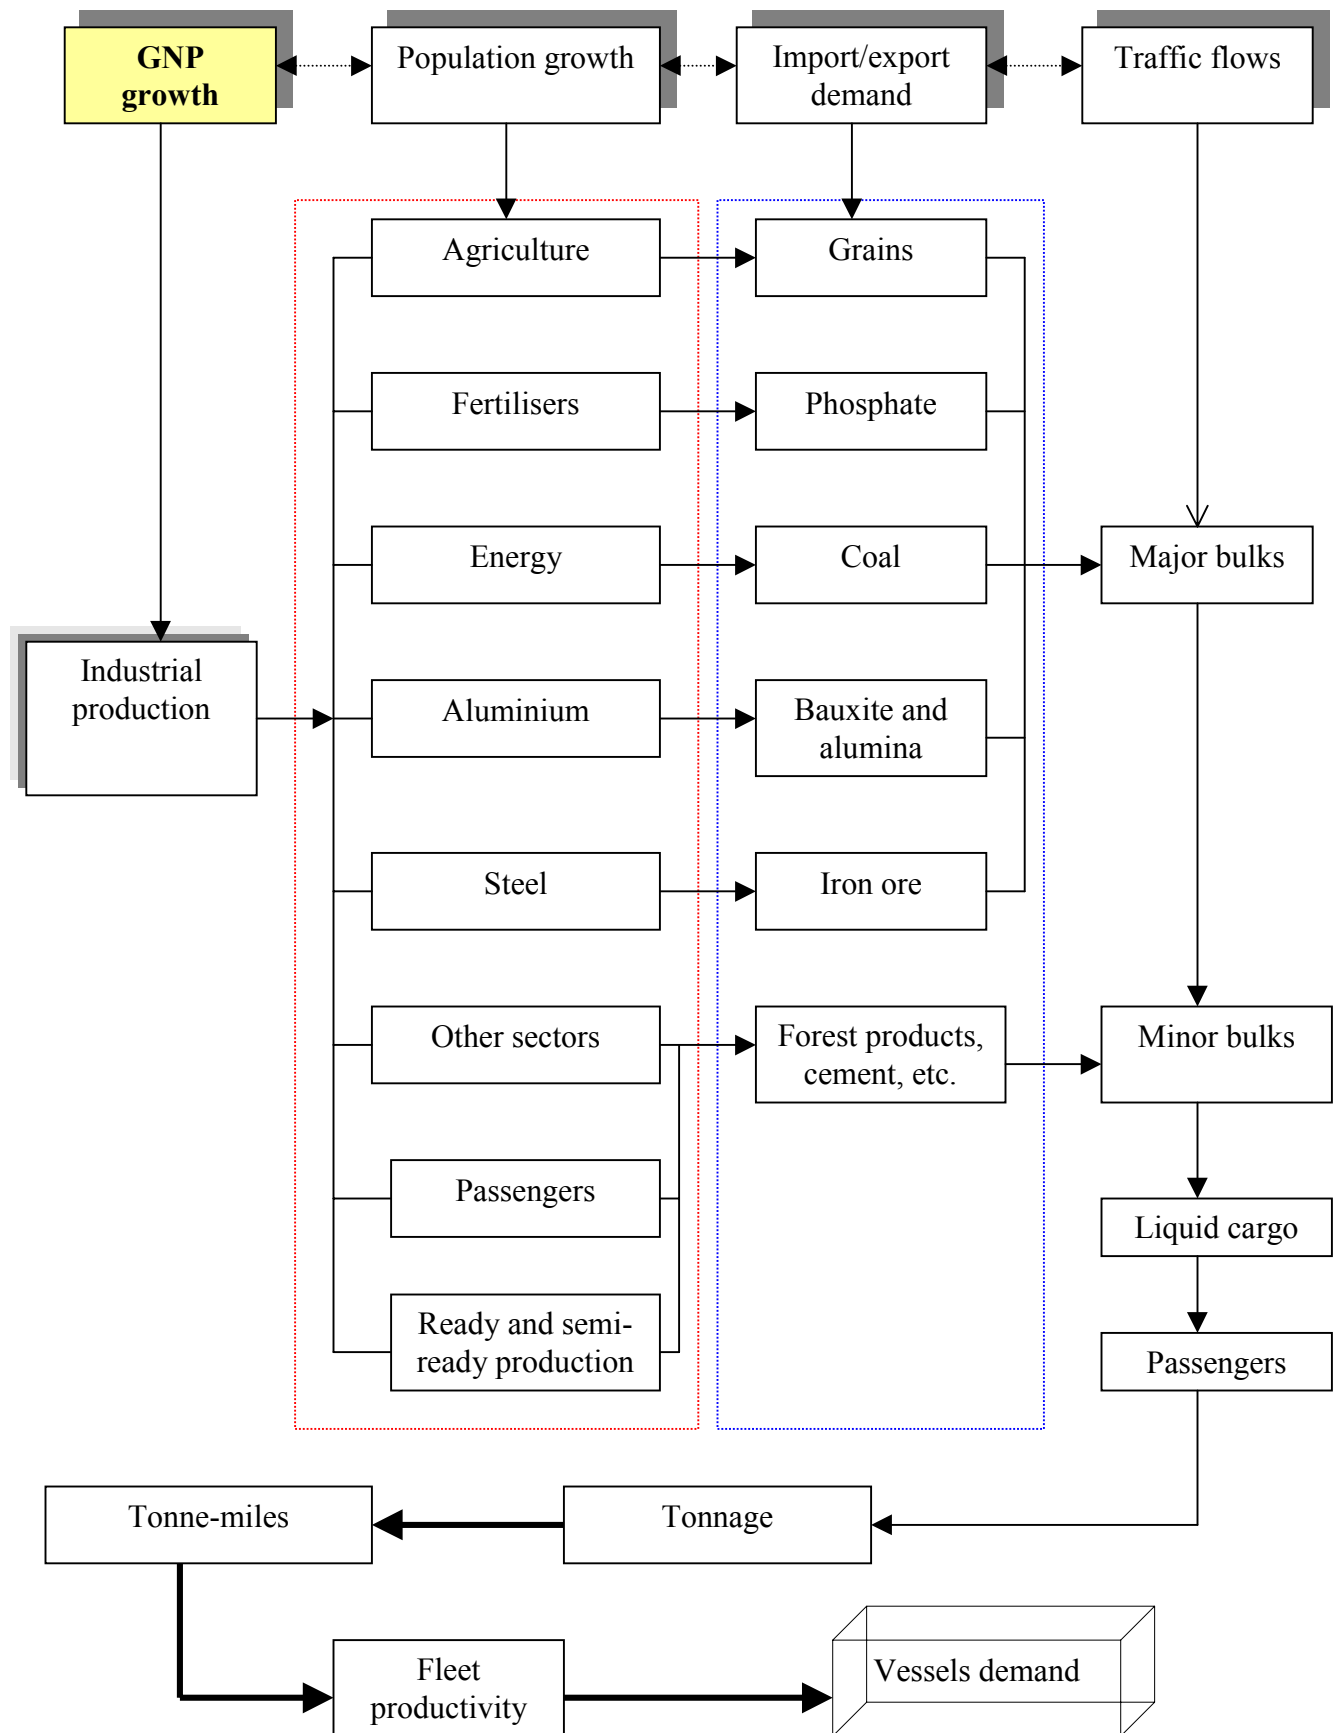 GNP
growth
Population growth
Import/export
demand
Traffic flows
Agriculture
Grains
Fertilisers
Phosphate
Energy
Coal
Major bulks
Industrial
production
Aluminium
Bauxite and
alumina
Steel
Iron ore
Other sectors
Forest products,
cement, etc.
Minor bulks
Passengers
Liquid cargo
Ready and semi-
ready production
Passengers
Tonne-miles
Tonnage
Fleet
productivity
Vessels demand